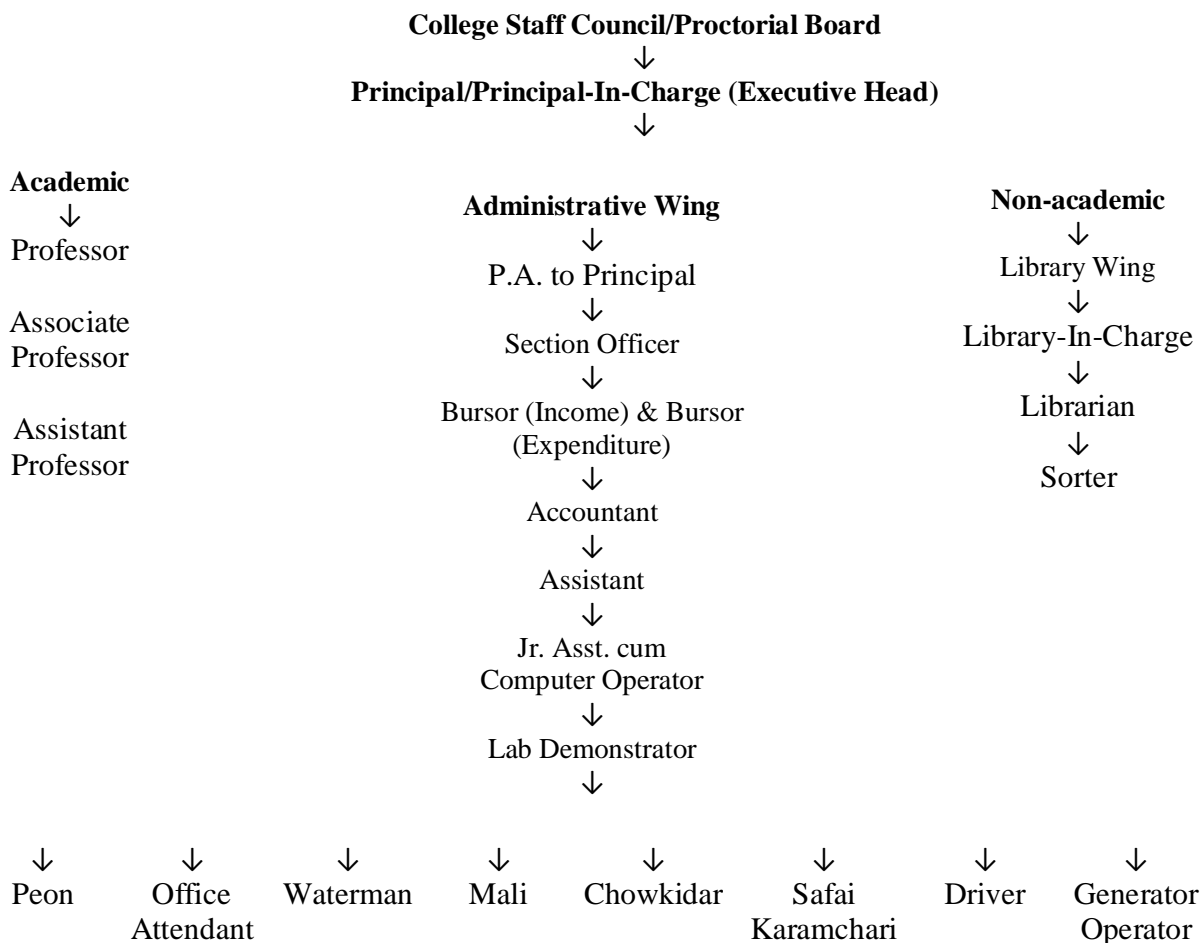 College Staff Council/Proctorial Board
↓
Principal/Principal-In-Charge (Executive Head)
↓
Academic
↓
Professor
Associate
Professor
Assistant
Professor
Administrative Wing
↓
P.A. to Principal
↓
Section Officer
↓
Bursor (Income) & Bursor
(Expenditure)
↓
Accountant
↓
Assistant
↓
Jr. Asst. cum
Computer Operator
↓
Lab Demonstrator
↓
Non-academic
↓
Library Wing
↓
Library-In-Charge
↓
Librarian
↓
Sorter
↓ ↓ ↓ ↓ ↓ ↓ ↓ ↓
Peon
Office
Attendant
Waterman
Mali
Chowkidar
Safai
Karamchari
Driver
Generator
Operator